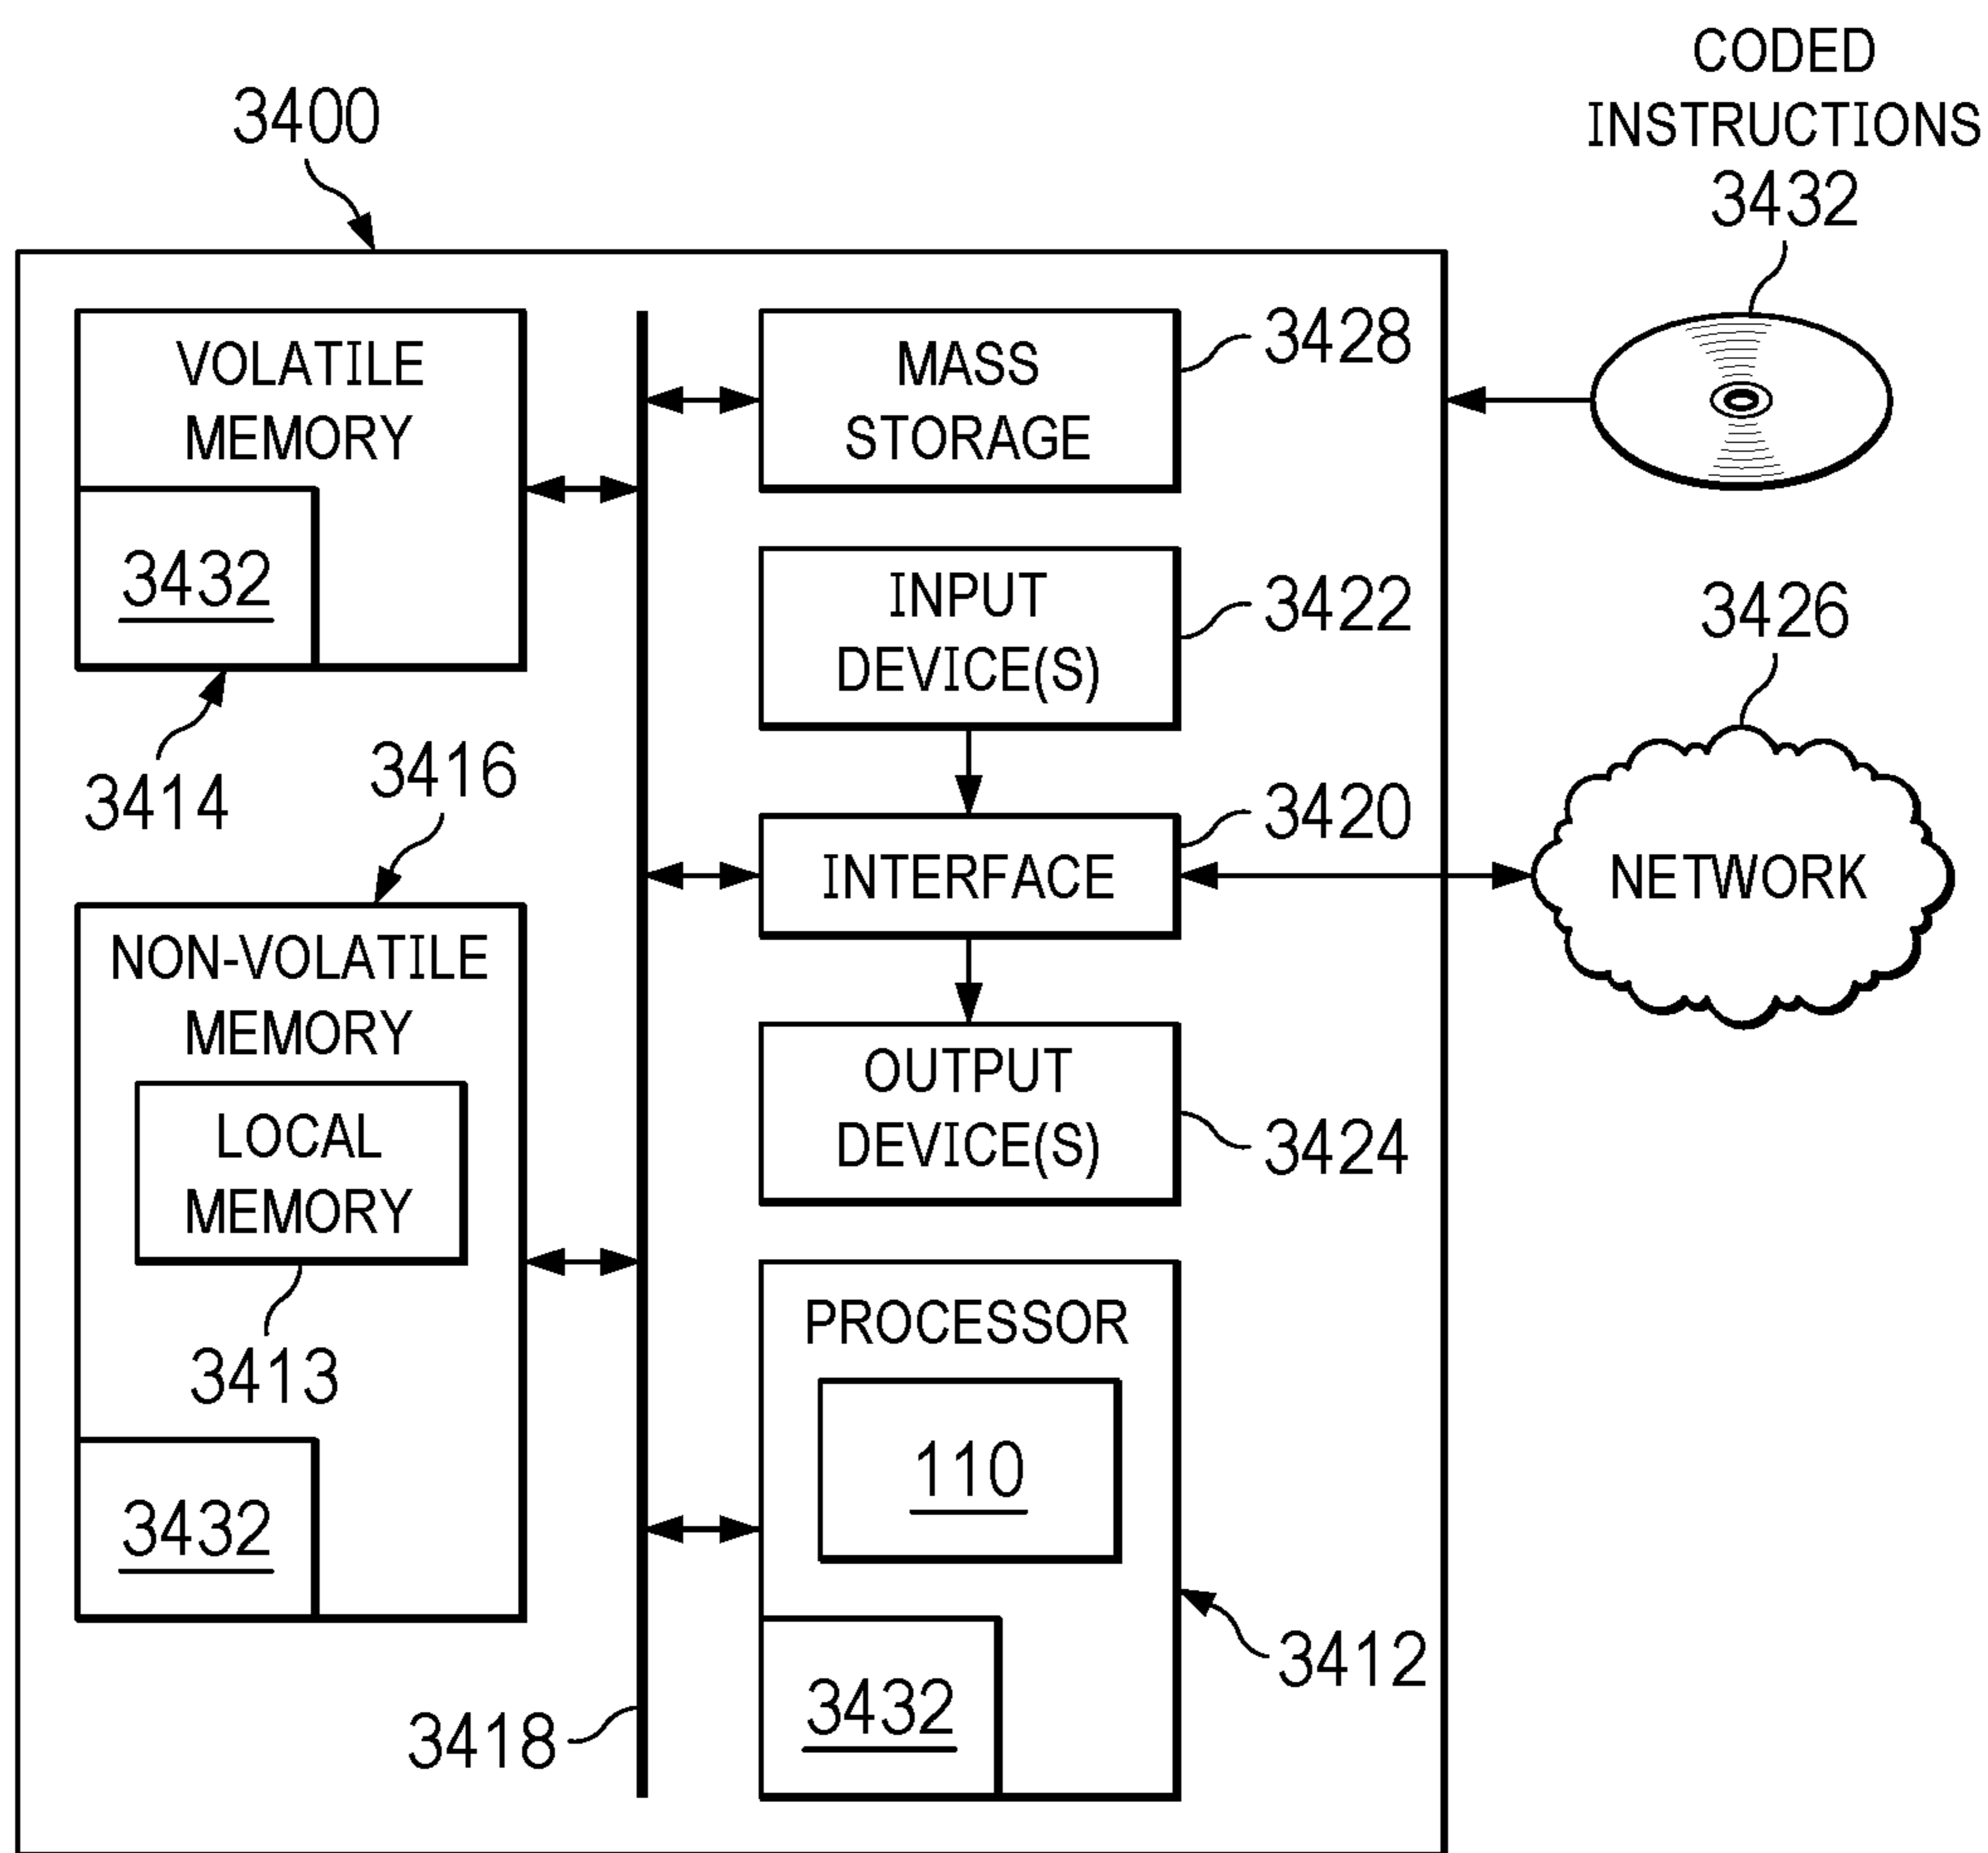 CODED
INSTRUCTIONS
3432
3400
VOLATILE
MEMORY
3432
3414
3416
NON-VOLATILE
MEMORY
LOCAL
MEMORY
3413
3432
3418
MASS
STORAGE
3428
INPUT
DEVICE(S)
3422
INTERFACE
3420
OUTPUT
DEVICE(S)
3424
PROCESSOR
110
3432
3412
3426
NETWORK